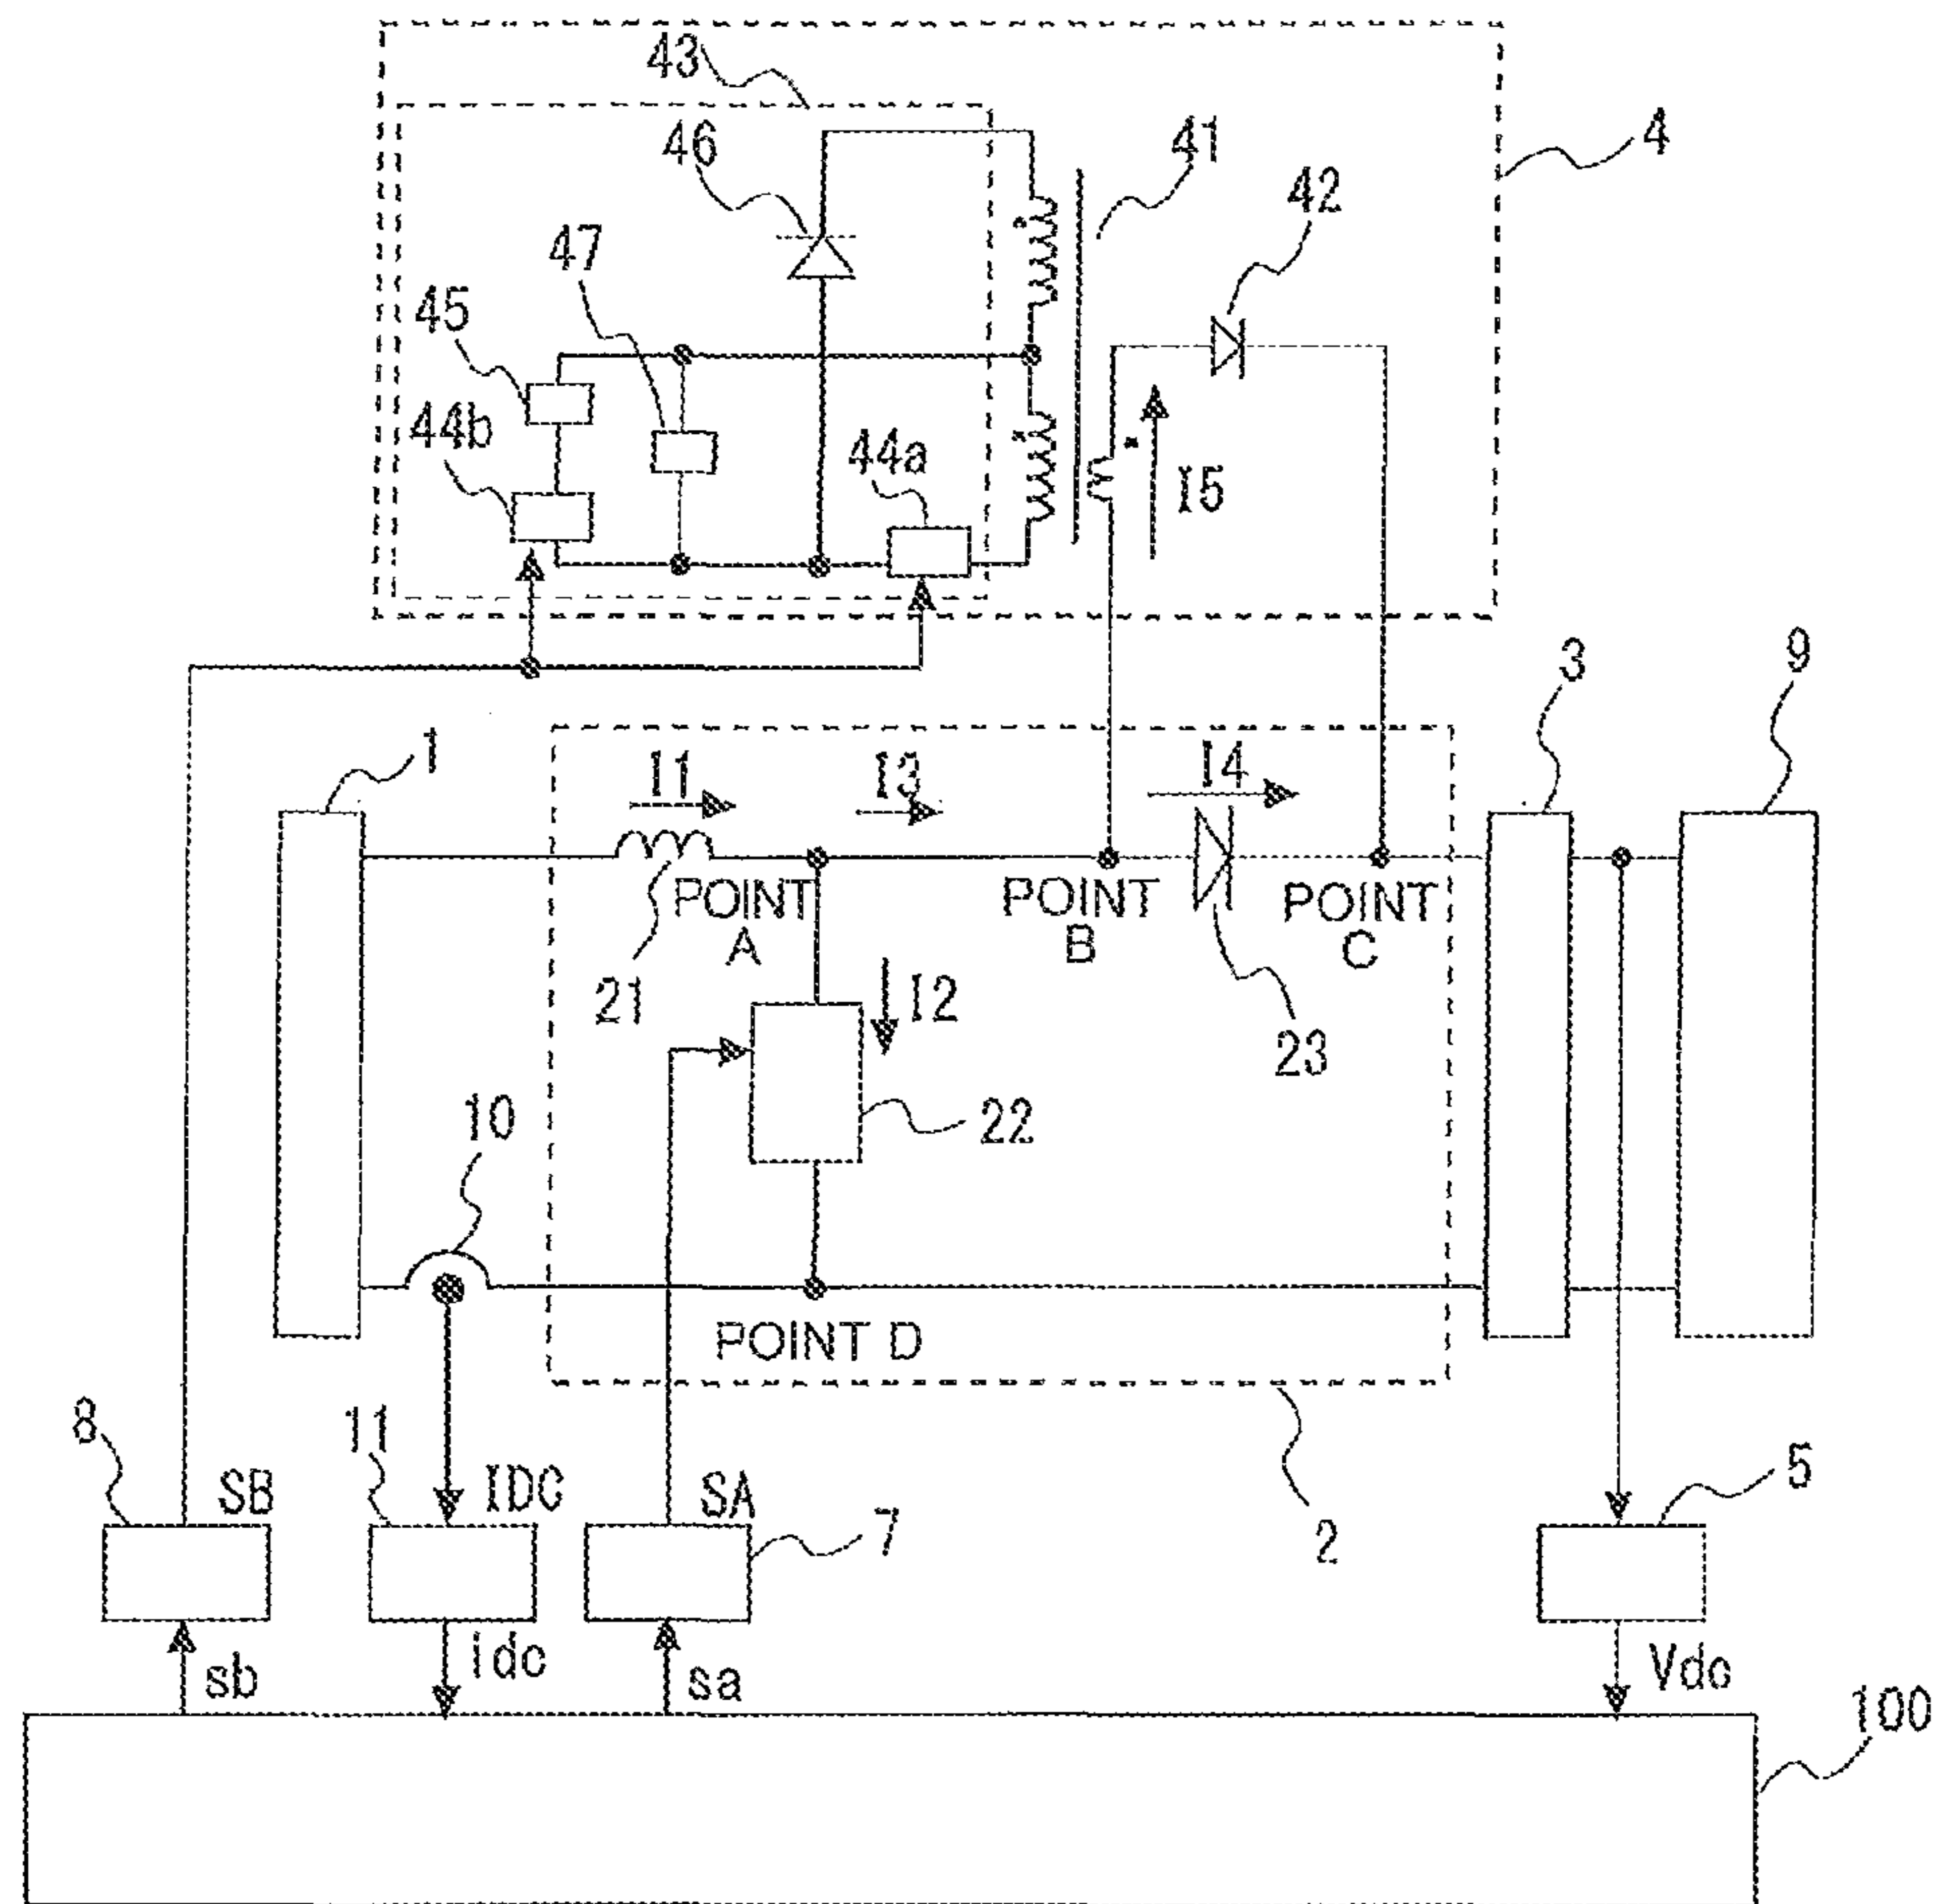 43
4
46
41
42
47
45
44b
44a
I5
3
9
1
I1
I3
I4
POINT
A
POINT
B
POINT
C
21
I2
23
22
10
POINT D
8
11
SB
IDC
SA
7
2
5
sb
Idc
sa
Vdc
100